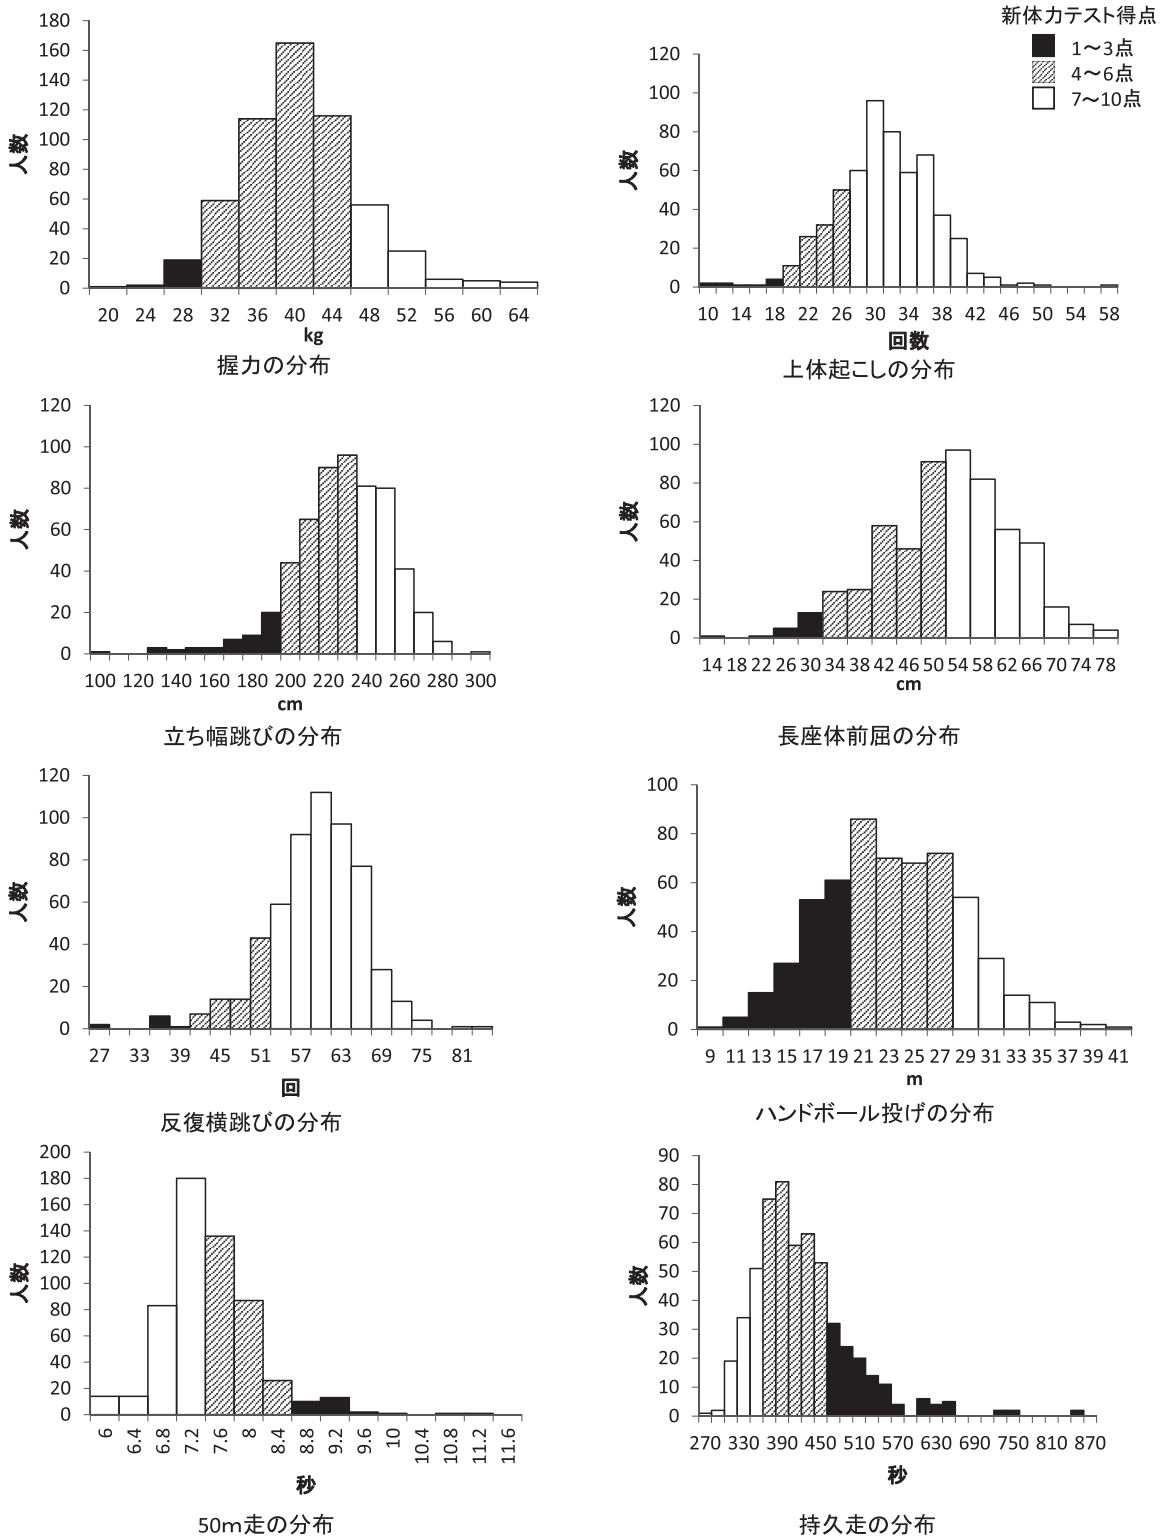 新体力テスト得点
1～3点
4～6点
7～10点
180
160
140
120
100
80
60
40
20
0
人数
20 24 28 32 36 40 44 48 52 56 60 64
kg
握力の分布
120
100
80
60
40
20
0
人数
10 14 18 22 26 30 34 38 42 46 50 54 58
回数
上体起こしの分布
120
100
80
60
40
20
0
人数
100 120 140 160 180 200 220 240 260 280 300
cm
立ち幅跳びの分布
120
100
80
60
40
20
0
人数
14 18 22 26 30 34 38 42 46 50 54 58 62 66 70 74 78
cm
長座体前屈の分布
120
100
80
60
40
20
0
人数
27 33 39 45 51 57 63 69 75 81
回
反復横跳びの分布
100
80
60
40
20
0
人数
9 11 13 15 17 19 21 23 25 27 29 31 33 35 37 39 41
m
ハンドボール投げの分布
200
180
160
140
120
100
80
60
40
20
0
人数
6 6.4 6.8 7.2 7.6 8 8.4 8.8 9.2 9.6 10 10.4 10.8 11.2 11.6
秒
50m走の分布
90
80
70
60
50
40
30
20
10
0
人数
270 330 390 450 510 570 630 690 750 810 870
秒
持久走の分布